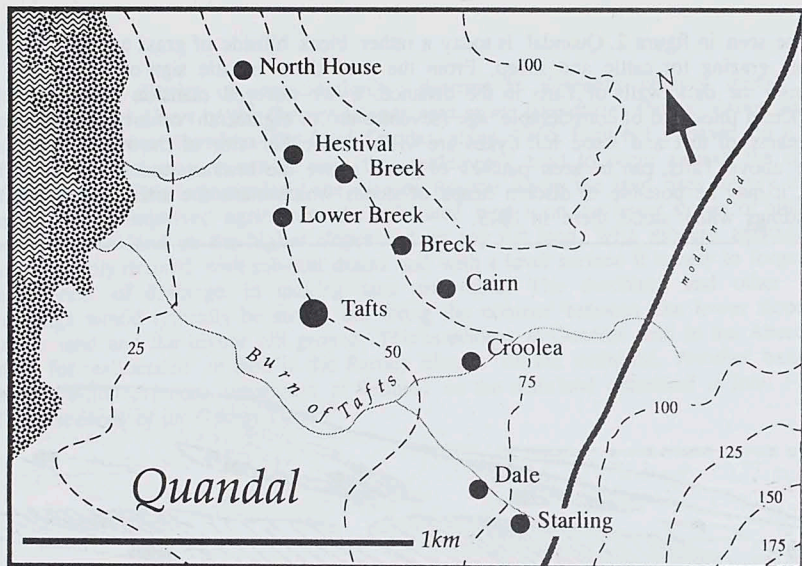 100
North House
N
Hestival
Breek
Lower Breek
modern road
Breck
Cairn
Tafts
25
50
Croolea
Burn of Tafts
75
100
125
Dale
Quandal
150
Starling
1km
175